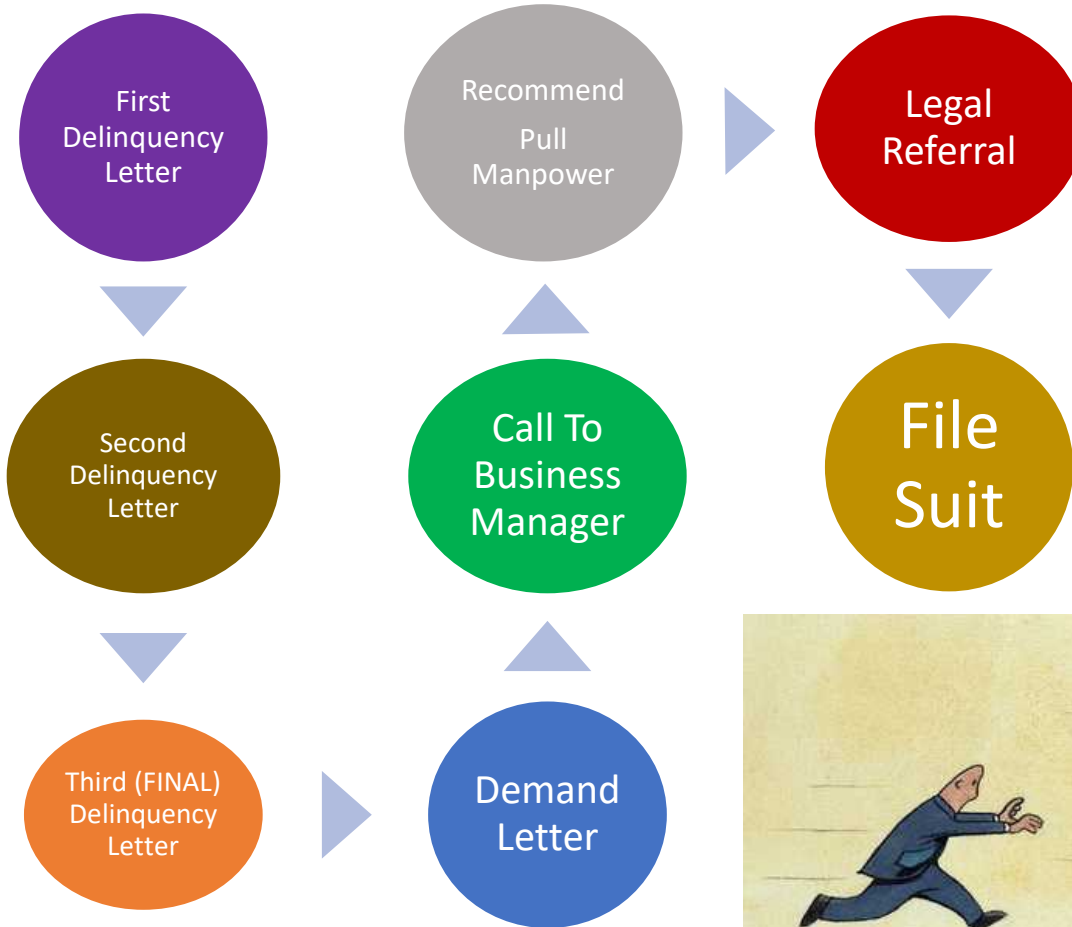 First
Delinquency
Letter
Second
Delinquency
Letter
Third (FINAL)
Delinquency
Letter
Demand
Letter
Call To
Business
Manager
Recommend
Pull
Manpower
Legal
Referral
File
Suit